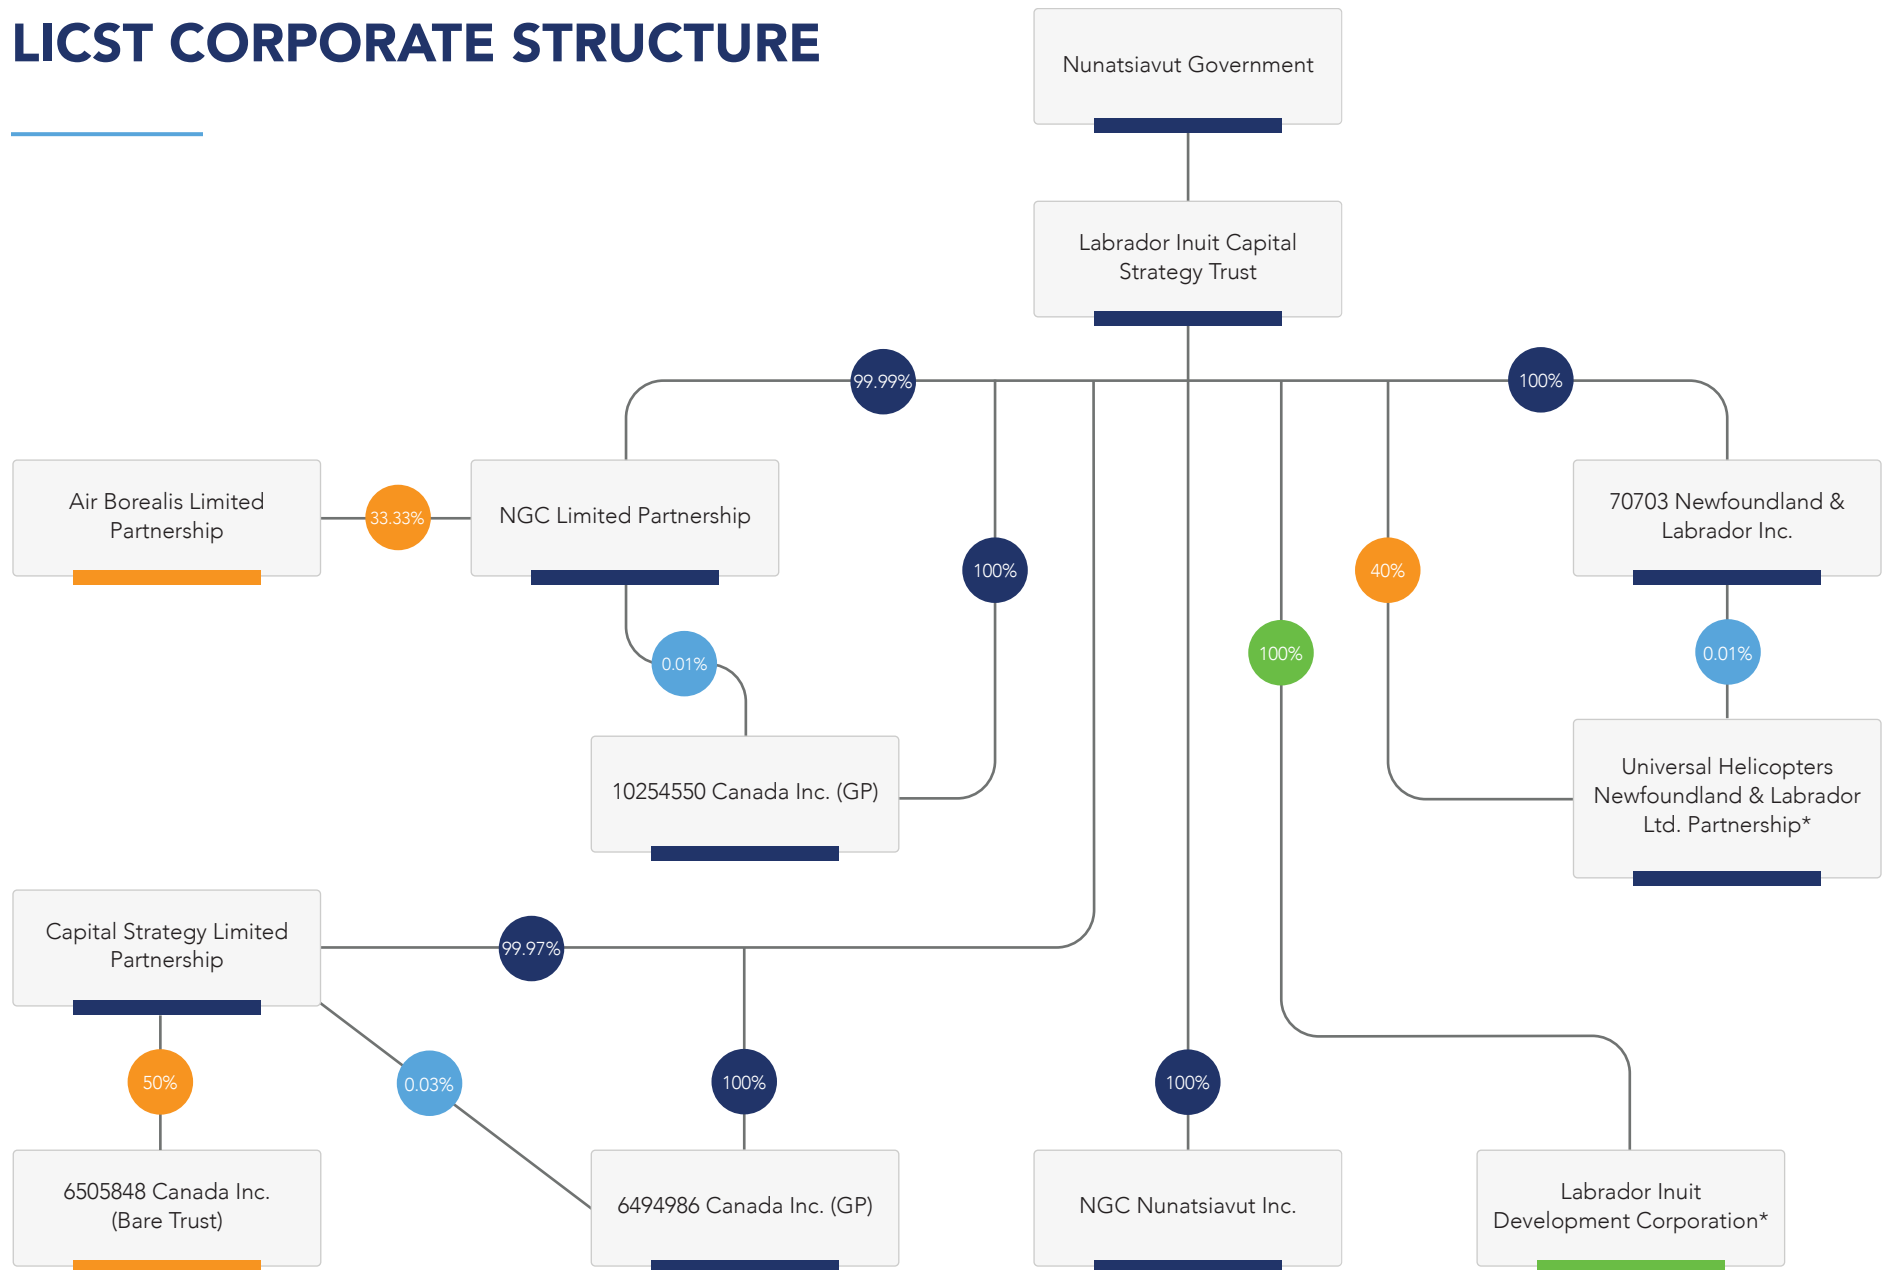 LICST CORPORATE STRUCTURE
Nunatsiavut Government
Labrador Inuit Capital
Strategy Trust
99.99%
100%
Air Borealis Limited
Partnership
33.33%
NGC Limited Partnership
100%
40%
70703 Newfoundland &
Labrador Inc.
0.01%
100%
0.01%
10254550 Canada Inc. (GP)
Universal Helicopters
Newfoundland & Labrador
Ltd. Partnership*
Capital Strategy Limited
Partnership
99.97%
50%
0.03%
100%
100%
6505848 Canada Inc.
(Bare Trust)
6494986 Canada Inc. (GP)
NGC Nunatsiavut Inc.
Labrador Inuit
Development Corporation*